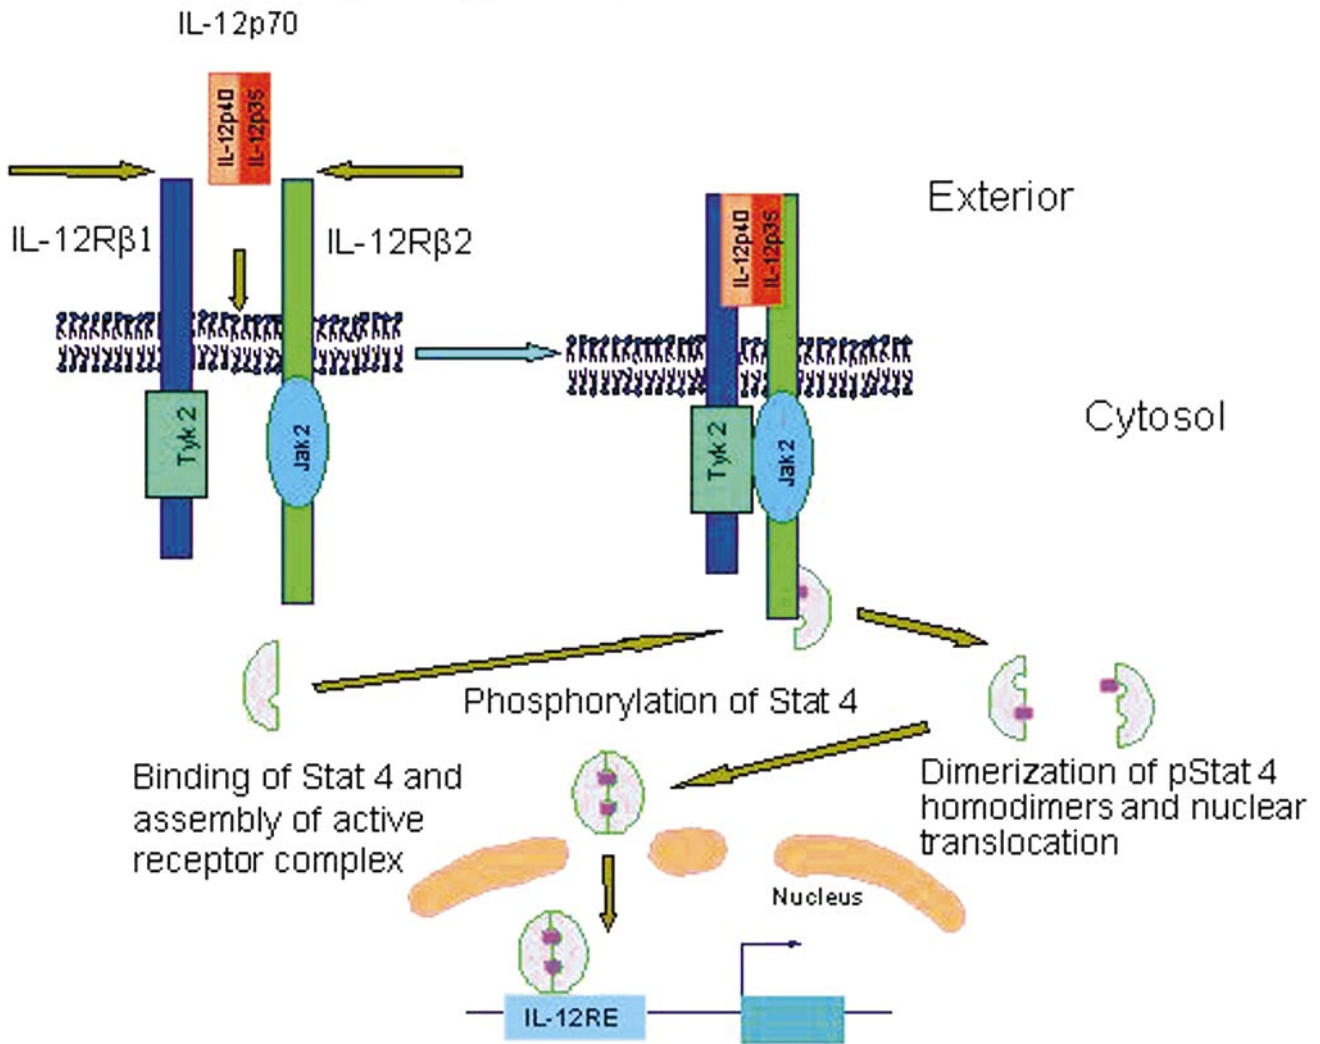 IL-12p70
IL-12p40
IL-12p35
IL-12Rβ1
IL-12Rβ2
Exterior
IL-12p40
IL-12p35
Cytosol
Tyk 2
Jak 2
Tyk 2
Jak 2
Phosphorylation of Stat 4
Binding of Stat 4 and
assembly of active
receptor complex
Dimerization of pStat 4
homodimers and nuclear
translocation
Nucleus
IL-12RE